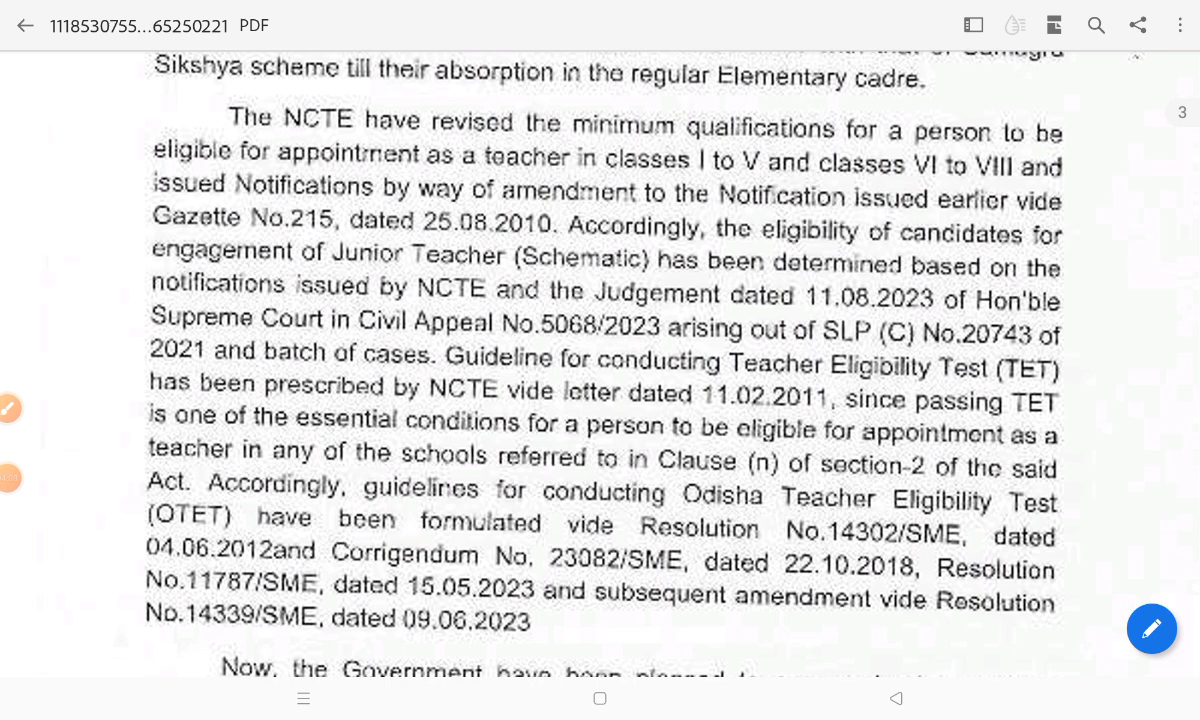 1118530755...65250221 PDF
Sikshya scheme till their absorption in the regular Elementary cadre.
3
The NCTE have revised the minimum qualifications for a person to be
eligible for appointment as a teacher in classes I to V and classes VI to VIII and
issued Notifications by way of amendment to the Notification issued earlier vide
Gazette No.215, dated 25.08.2010. Accordingly, the eligibility of candidates for
engagement of Junior Teacher (Schematic) has been determined based on the
notifications issued by NCTE and the Judgement dated 11.08.2023 of Hon'ble
Supreme Court in Civil Appeal No.5068/2023 arising out of SLP (C) No.20743 of
2021 and batch of cases. Guideline for conducting Teacher Eligibility Test (TET)
has been prescribed by NCTE vide letter dated 11.02.2011, since passing TET
is one of the essential conditions for a person to be eligible for appointment as a
teacher in any of the schools referred to in Clause (n) of section-2 of the said
Act. Accordingly, guidelines for conducting Odisha Teacher Eligibility Test
(OTET) have been formulated vide Resolution No.14302/SME, dated
04.06.2012and Corrigendum No. 23082/SME, dated 22.10.2018, Resolution
No.11787/SME, dated 15.05.2023 and subsequent amendment vide Resolution
No.14339/SME, dated 09.06.2023
Now, the Government have been planned